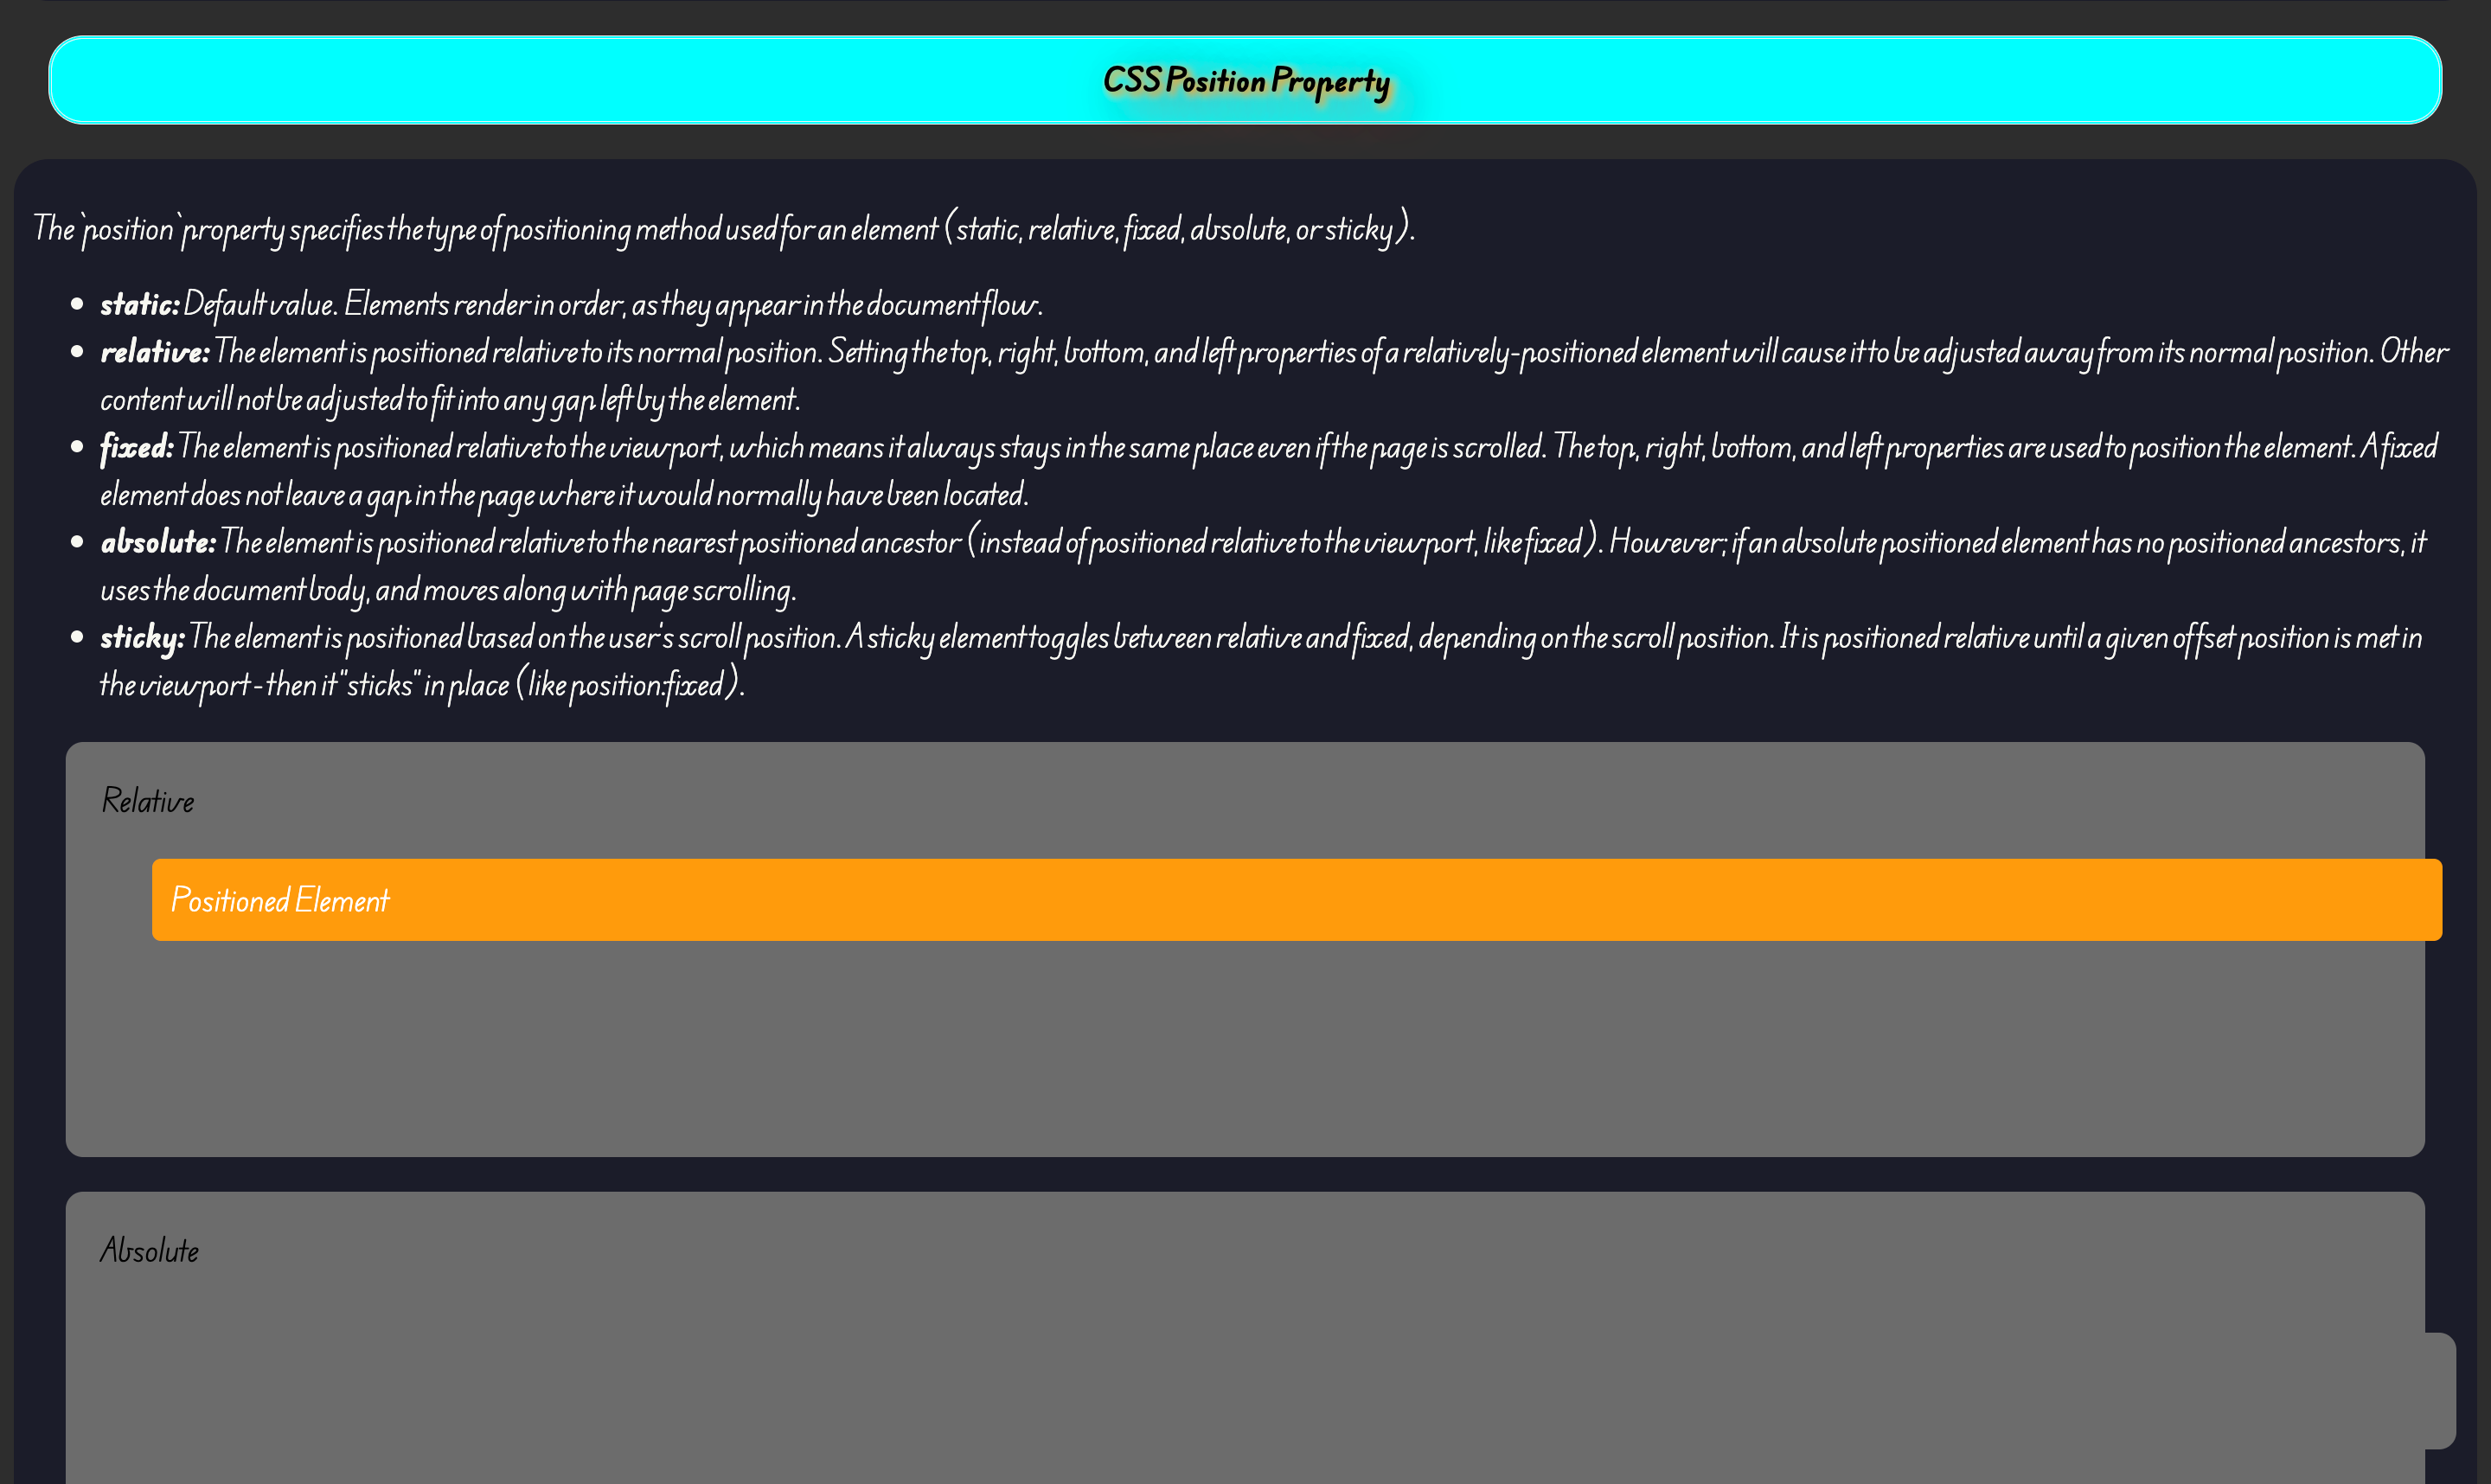 CSS Position Property
The `position` property specifies the type of positioning method used for an element (static, relative, fixed, absolute, or sticky).
static: Default value. Elements render in order, as they appear in the document flow.
relative: The element is positioned relative to its normal position. Setting the top, right, bottom, and left properties of a relatively-positioned element will cause it to be adjusted away from its normal position. Other
content will not be adjusted to fit into any gap left by the element.
fixed: The element is positioned relative to the viewport, which means it always stays in the same place even if the page is scrolled. The top, right, bottom, and left properties are used to position the element. A fixed
element does not leave a gap in the page where it would normally have been located.
absolute: The element is positioned relative to the nearest positioned ancestor (instead of positioned relative to the viewport, like fixed). However; if an absolute positioned element has no positioned ancestors, it
uses the document body, and moves along with page scrolling.
sticky: The element is positioned based on the user's scroll position. A sticky element toggles between relative and fixed, depending on the scroll position. It is positioned relative until a given offset position is met in
the viewport - then it "sticks" in place (like position:fixed).
Relative
Positioned Element
Absolute